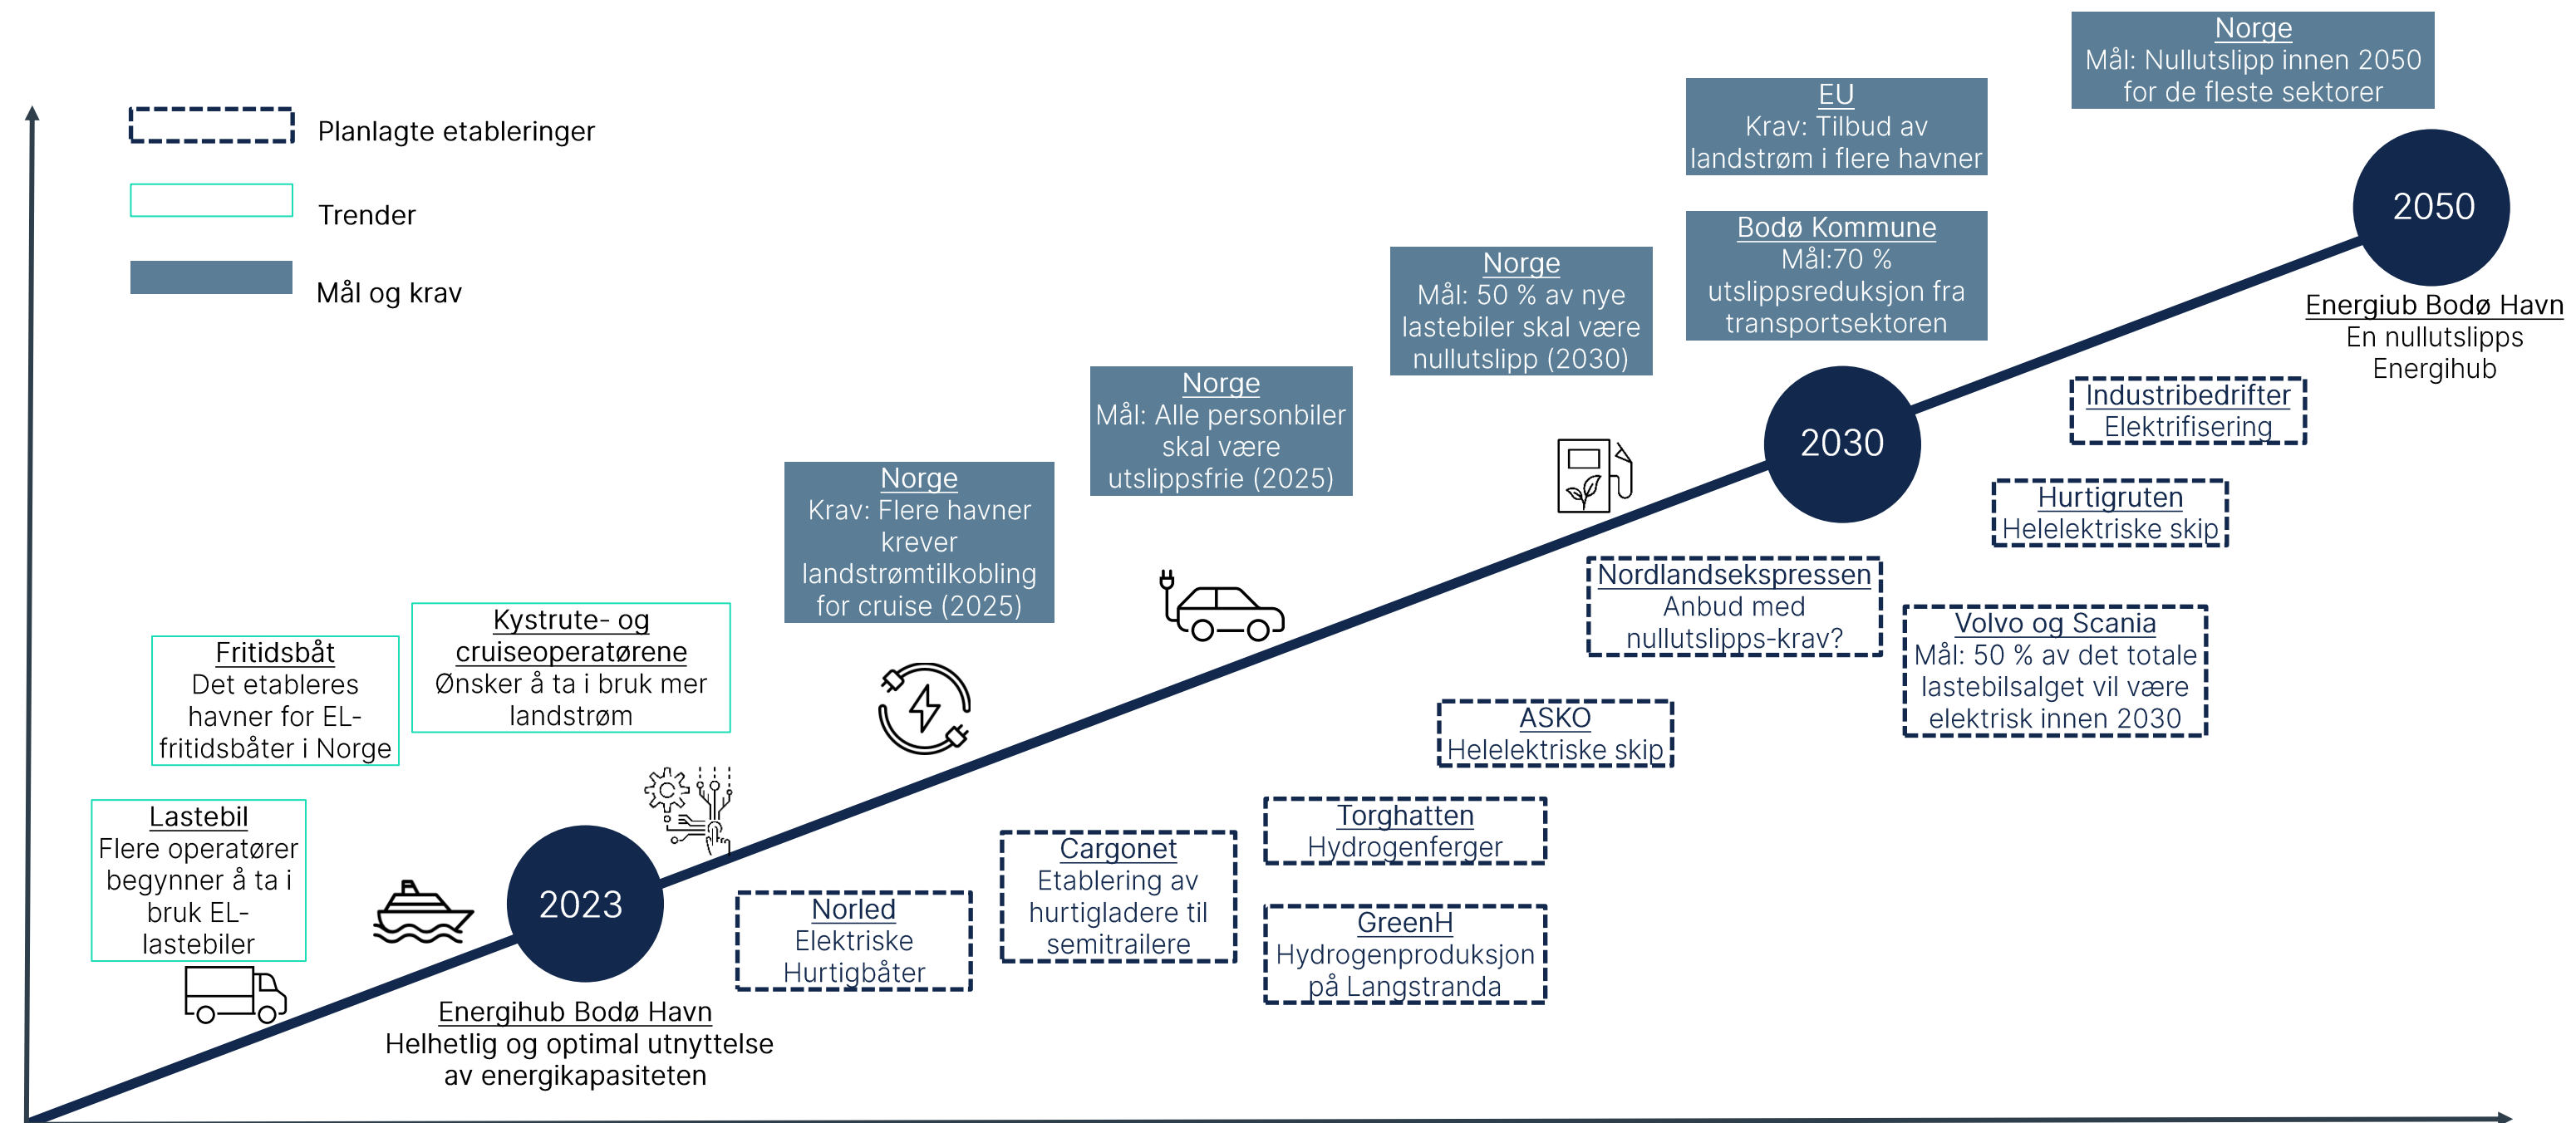 Planlagte etableringer
Trender
Mål og krav
Lastebil
Flere operatører
begynner å ta i
bruk EL-
lastebiler
Fritidsbåt
Det etableres
havner for EL-
fritidsbåter i Norge
Kystrute- og
cruiseoperatørene
Ønsker å ta i bruk mer
landstrøm
2023
Energihub Bodø Havn
Helhetlig og optimal utnyttelse
av energikapasiteten
Norge
Krav: Flere havner
krever
landstrømtilkobling
for cruise (2025)
Norge
Mål: Alle personbiler
skal være
utslippsfrie (2025)
Norge
Mål: 50 % av nye
lastebiler skal være
nullutslipp (2030)
EU
Krav: Tilbud av
landstrøm i flere havner
Bodø Kommune
Mål:70 %
utslippsreduksjon fra
transportsektoren
Norge
Mål: Nullutslipp innen 2050
for de fleste sektorer
Norled
Elektriske
Hurtigbåter
Cargonet
Etablering av
hurtigladere til
semitrailere
Torghatten
Hydrogenferger
GreenH
Hydrogenproduksjon
på Langstranda
ASKO
Helelektriske skip
Nordlandsekspressen
Anbud med
nullutslipps-krav?
2030
Volvo og Scania
Mål: 50 % av det totale
lastebilsalget vil være
elektrisk innen 2030
Hurtigruten
Helelektriske skip
Industribedrifter
Elektrifisering
2050
Energiub Bodø Havn
En nullutslipps
Energihub